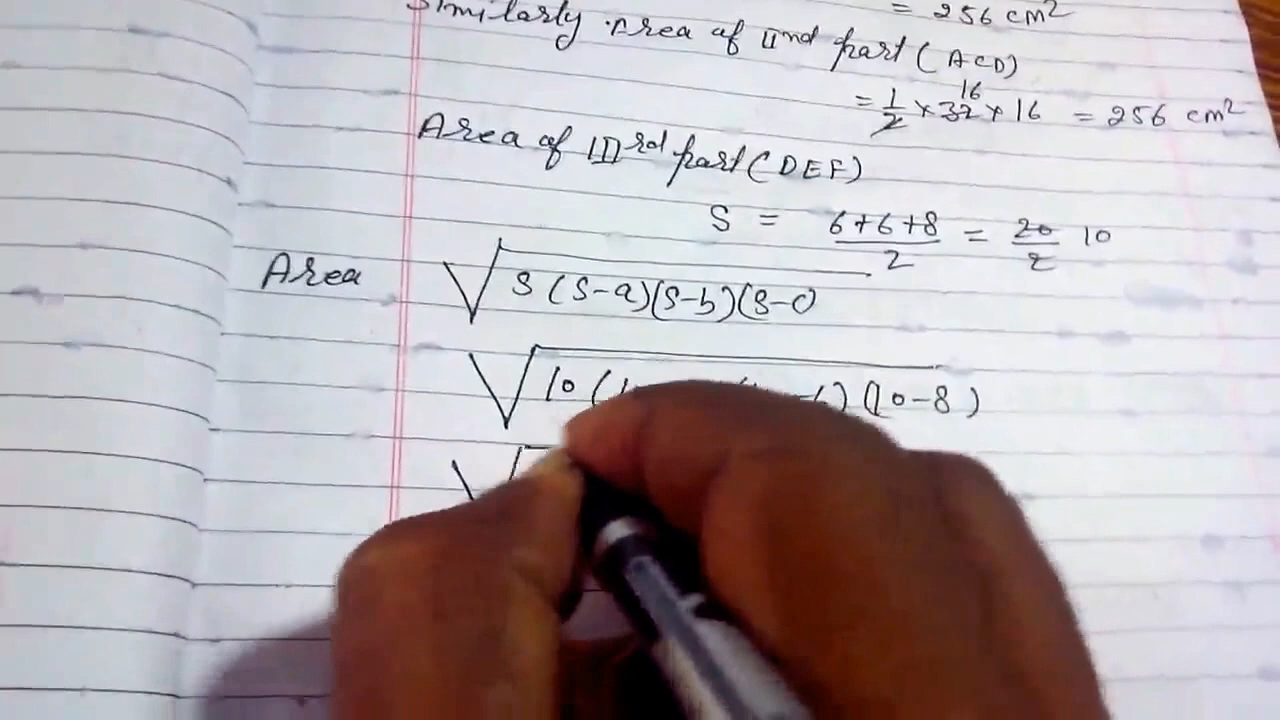 = 256 cm²
Similarly Area of IInd part (ACD)
= 1/2 × 32 × 16 = 256 cm²
16
Area of IIIrd part (DEF)
S = 6+6+8/2 = 20/2 10
Area √S(S-a)(S-b)(S-c)
√10 ( ) (10-8)
√